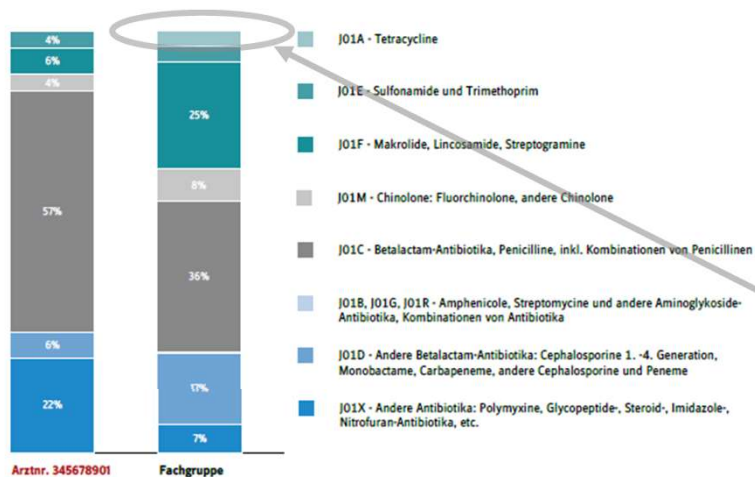 4%
6%
4%
57%
6%
22%
Arztnr. 345678901
25%
8%
36%
17%
7%
Fachgruppe
J01A - Tetracycline
J01E - Sulfonamide und Trimethoprim
J01F - Makrolide, Lincosamide, Streptogramine
J01M - Chinolone: Fluorchinolone, andere Chinolone
J01C - Betalactam-Antibiotika, Penicilline, inkl. Kombinationen von Penicillinen
J01B, J01G, J01R - Amphenicole, Streptomycine und andere Aminoglykoside-
Antibiotika, Kombinationen von Antibiotika
J01D - Andere Betalactam-Antibiotika: Cephalosporine 1. -4. Generation,
Monobactame, Carbapeneme, andere Cephalosporine und Peneme
J01X - Andere Antibiotika: Polymyxine, Glycopeptide-, Steroid-, Imidazole-,
Nitrofuran-Antibiotika, etc.